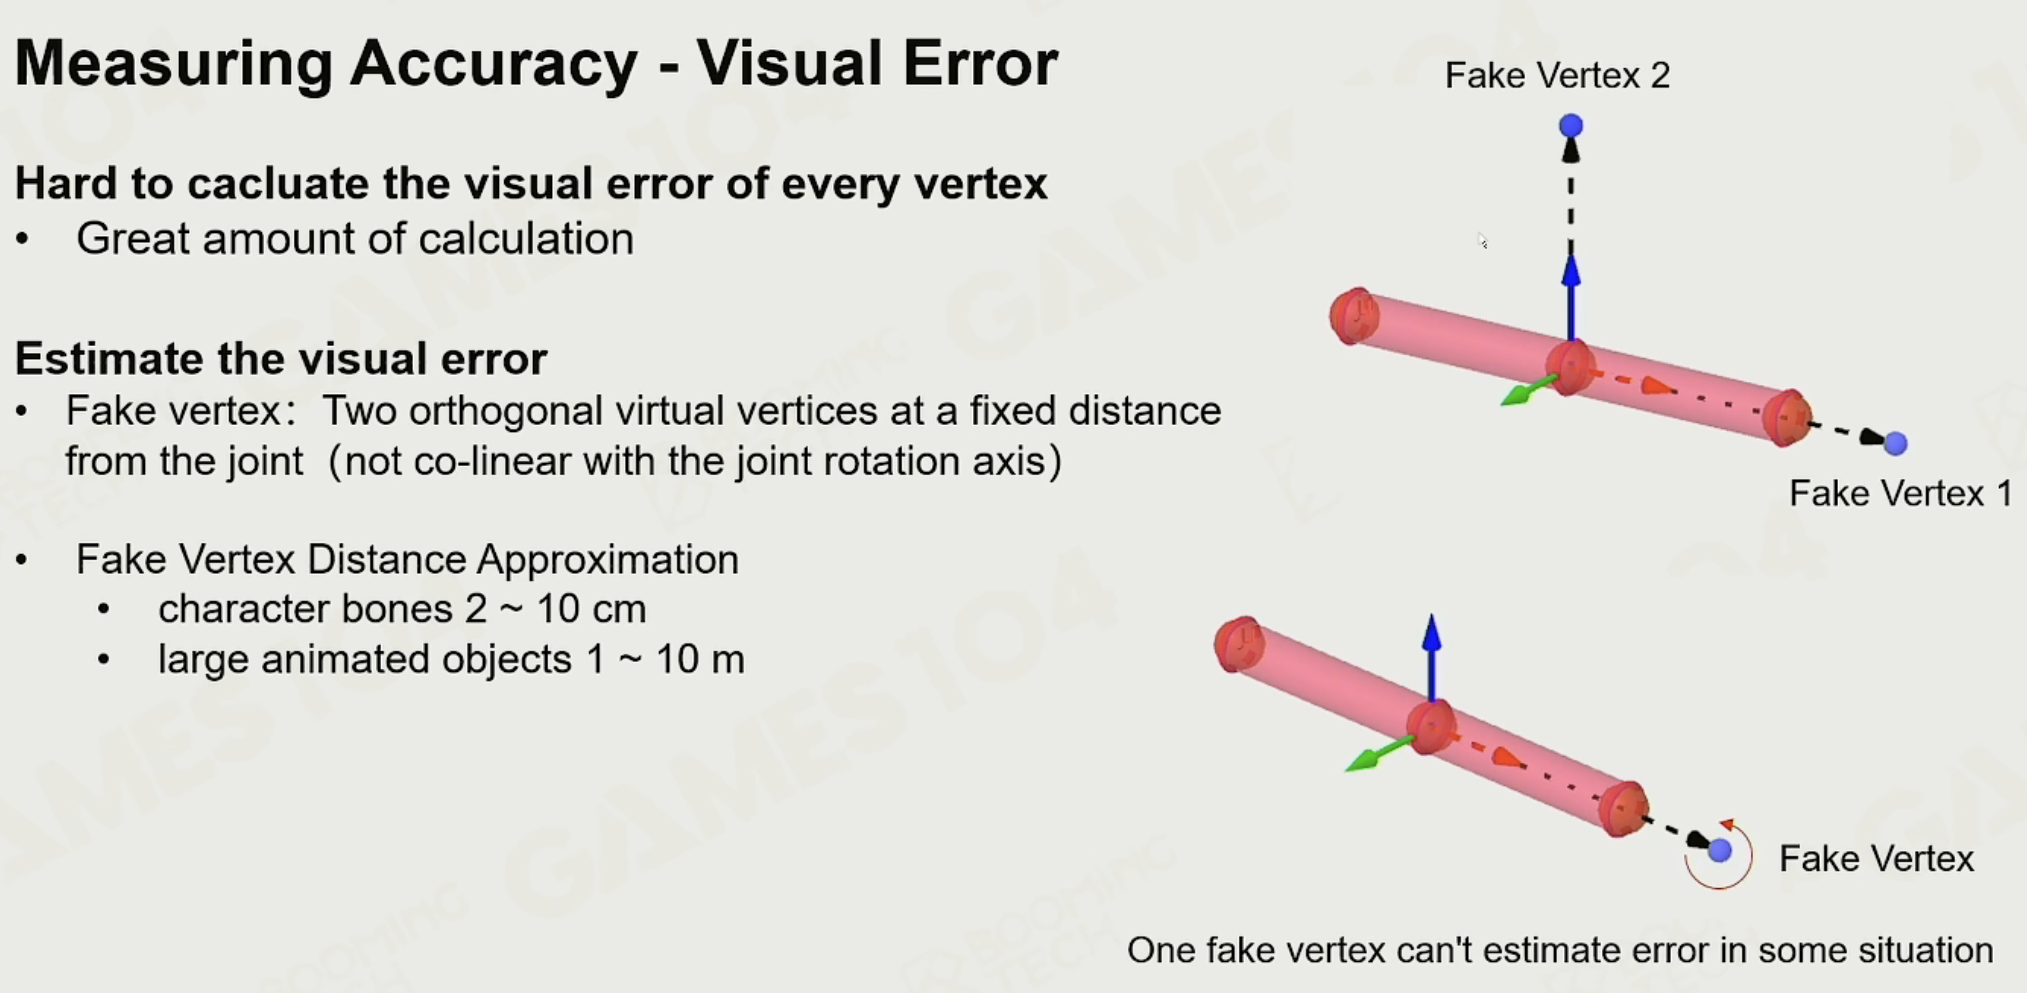 Measuring Accuracy - Visual Error
Hard to cacluate the visual error of every vertex
• Great amount of calculation
Estimate the visual error
• Fake vertex: Two orthogonal virtual vertices at a fixed distance
from the joint (not co-linear with the joint rotation axis)
• Fake Vertex Distance Approximation
• character bones 2 ~ 10 cm
• large animated objects 1 ~ 10 m
Fake Vertex 2
Fake Vertex 1
Fake Vertex
One fake vertex can't estimate error in some situation
GAMES104
BOOMING
TECH